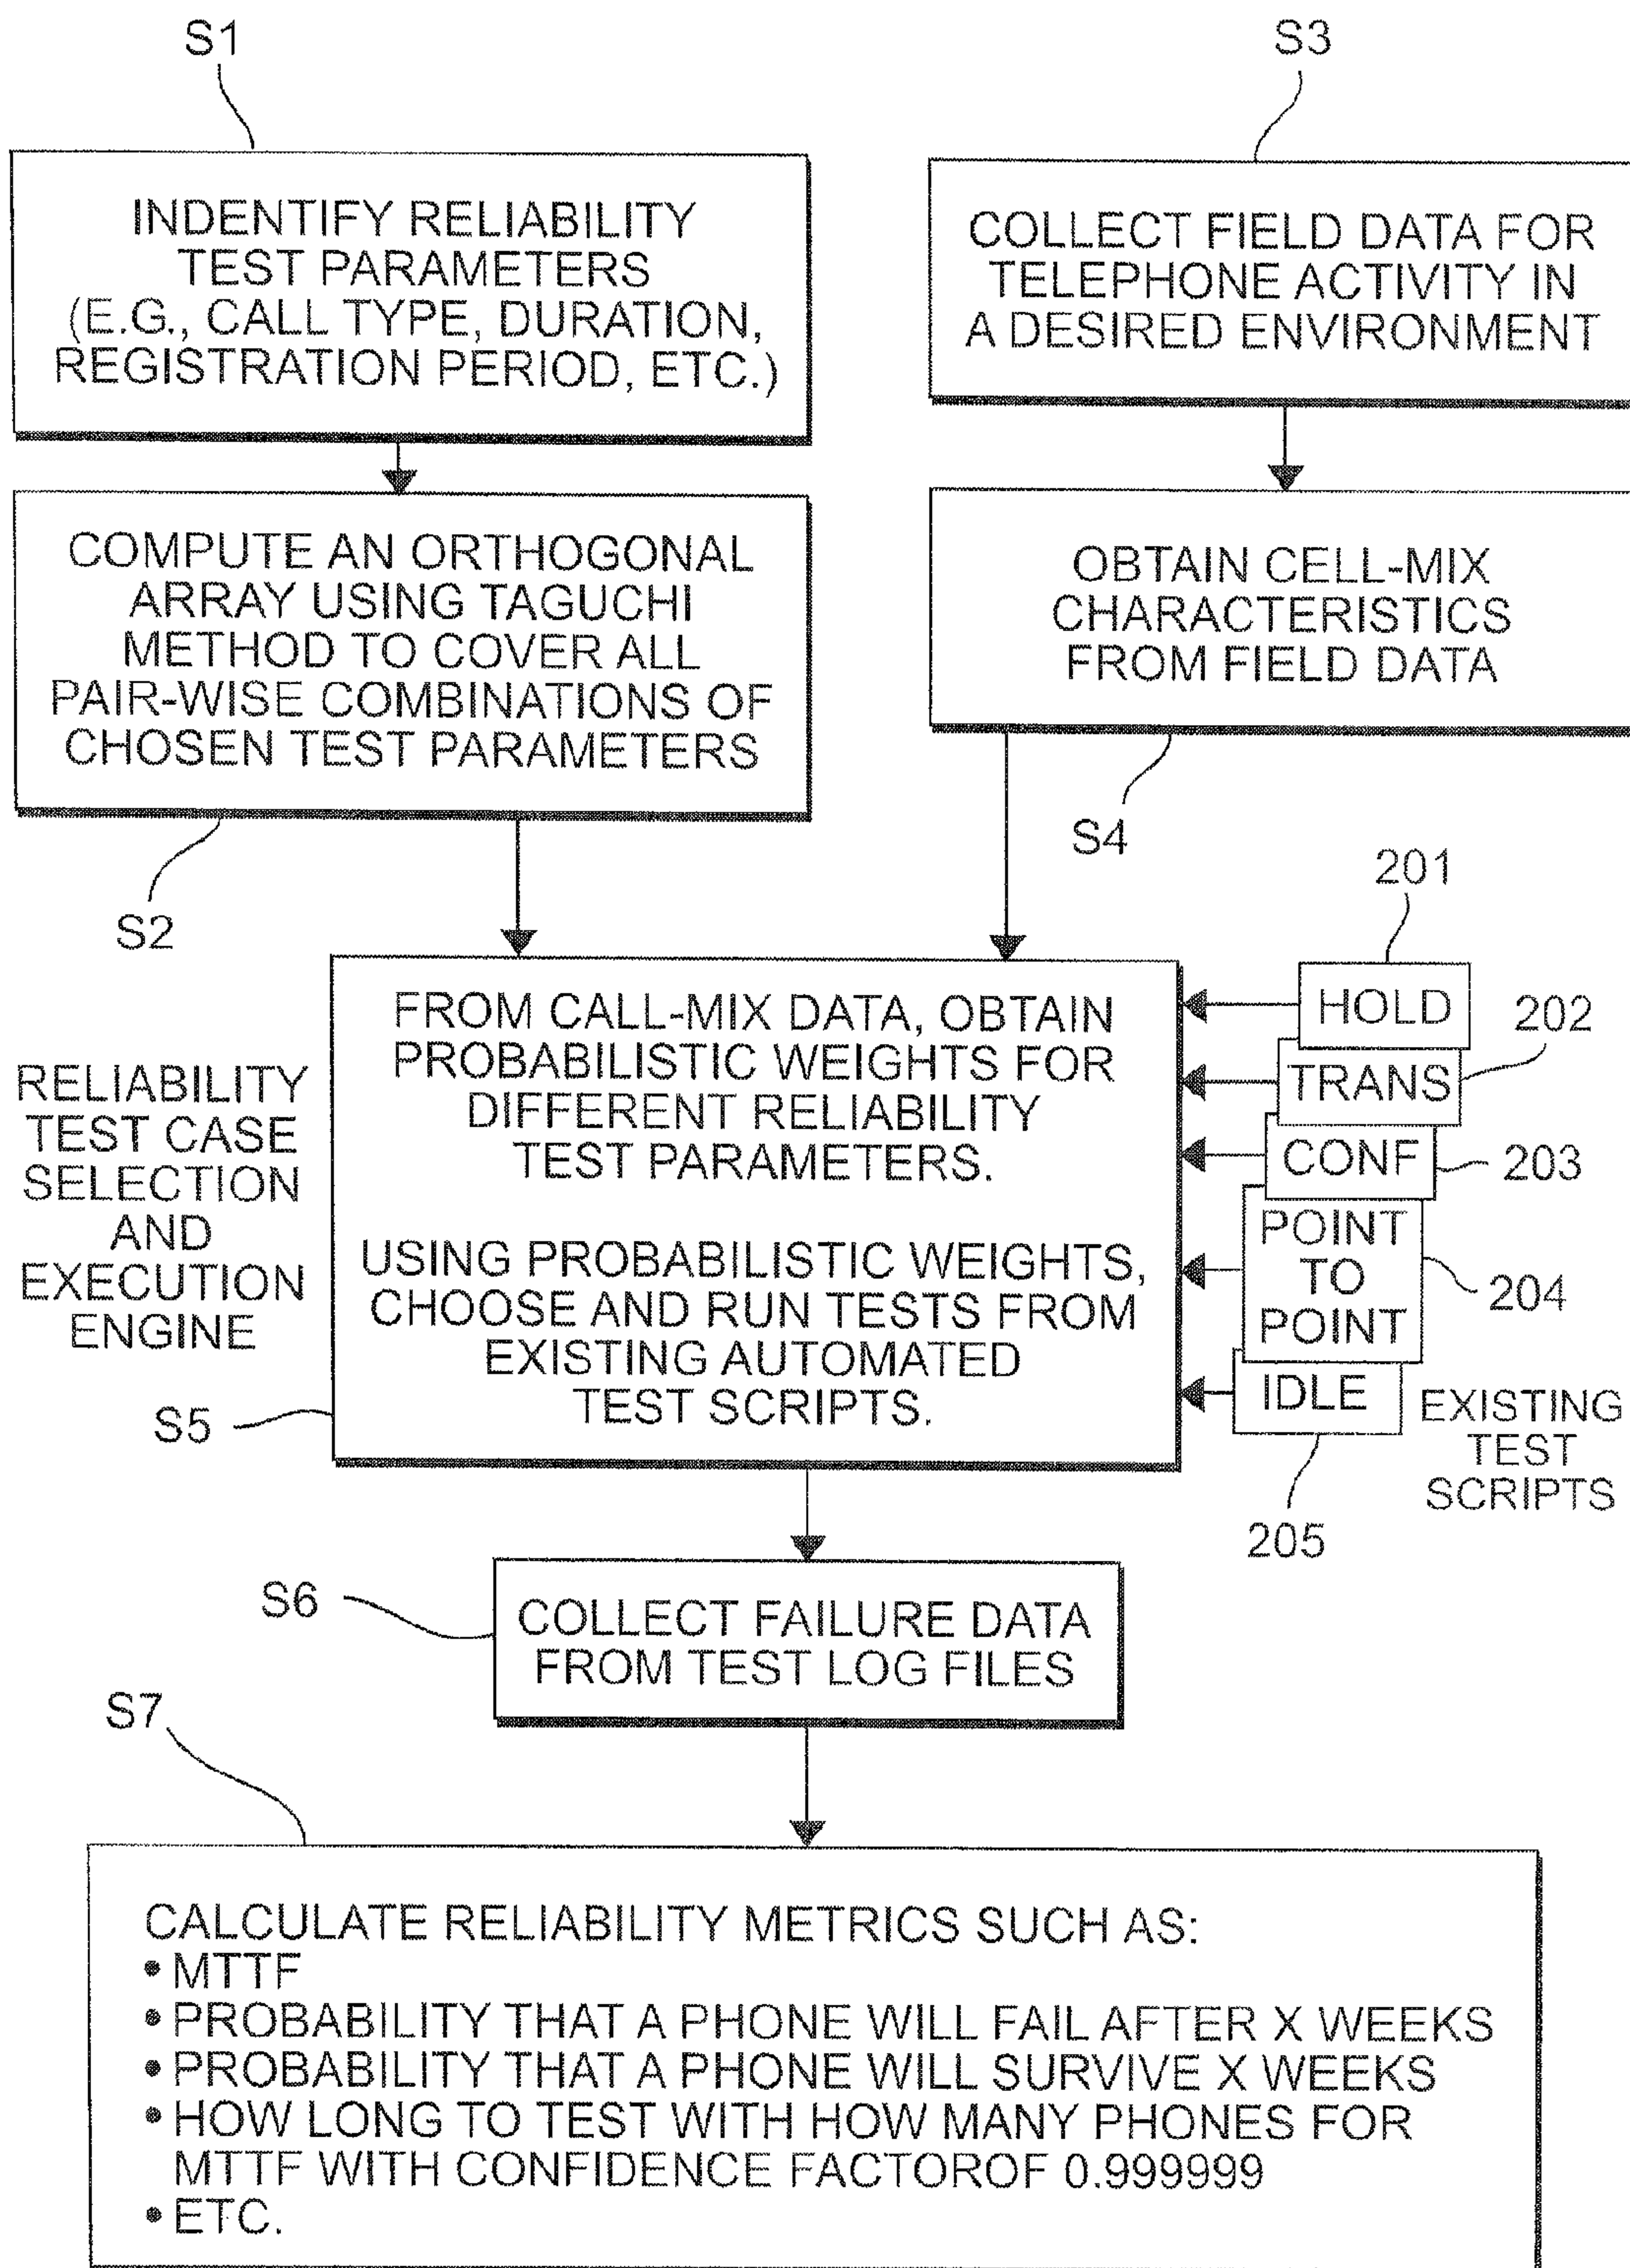 S1
INDENTIFY RELIABILITY
TEST PARAMETERS
(E.G., CALL TYPE, DURATION,
REGISTRATION PERIOD, ETC.)
S3
COLLECT FIELD DATA FOR
TELEPHONE ACTIVITY IN
A DESIRED ENVIRONMENT
COMPUTE AN ORTHOGONAL
ARRAY USING TAGUCHI
METHOD TO COVER ALL
PAIR-WISE COMBINATIONS OF
CHOSEN TEST PARAMETERS
S2
OBTAIN CELL-MIX
CHARACTERISTICS
FROM FIELD DATA
S4
RELIABILITY
TEST CASE
SELECTION
AND
EXECUTION
ENGINE
S5
FROM CALL-MIX DATA, OBTAIN
PROBABILISTIC WEIGHTS FOR
DIFFERENT RELIABILITY
TEST PARAMETERS.
USING PROBABILISTIC WEIGHTS,
CHOOSE AND RUN TESTS FROM
EXISTING AUTOMATED
TEST SCRIPTS.
201
HOLD
202
TRANS
CONF
203
POINT
TO
POINT
204
IDLE
205
EXISTING
TEST
SCRIPTS
S6
COLLECT FAILURE DATA
FROM TEST LOG FILES
S7
CALCULATE RELIABILITY METRICS SUCH AS:
• MTTF
• PROBABILITY THAT A PHONE WILL FAIL AFTER X WEEKS
• PROBABILITY THAT A PHONE WILL SURVIVE X WEEKS
• HOW LONG TO TEST WITH HOW MANY PHONES FOR
MTTF WITH CONFIDENCE FACTOROF 0.999999
• ETC.